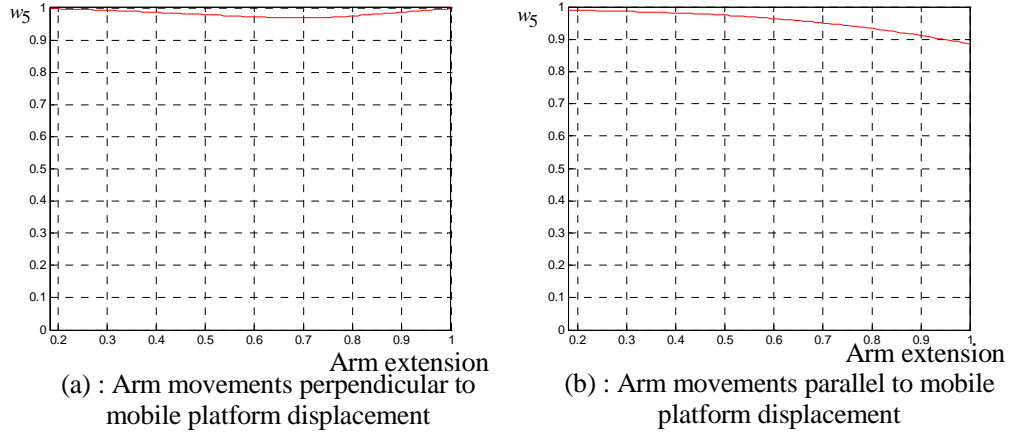 w5
1
0.9
0.8
0.7
0.6
0.5
0.4
0.3
0.2
0.1
0
0.2 0.3 0.4 0.5 0.6 0.7 0.8 0.9 1
Arm extension
(a) : Arm movements perpendicular to
mobile platform displacement
w5
1
0.9
0.8
0.7
0.6
0.5
0.4
0.3
0.2
0.1
0
0.2 0.3 0.4 0.5 0.6 0.7 0.8 0.9 1
Arm extension
(b) : Arm movements parallel to mobile
platform displacement